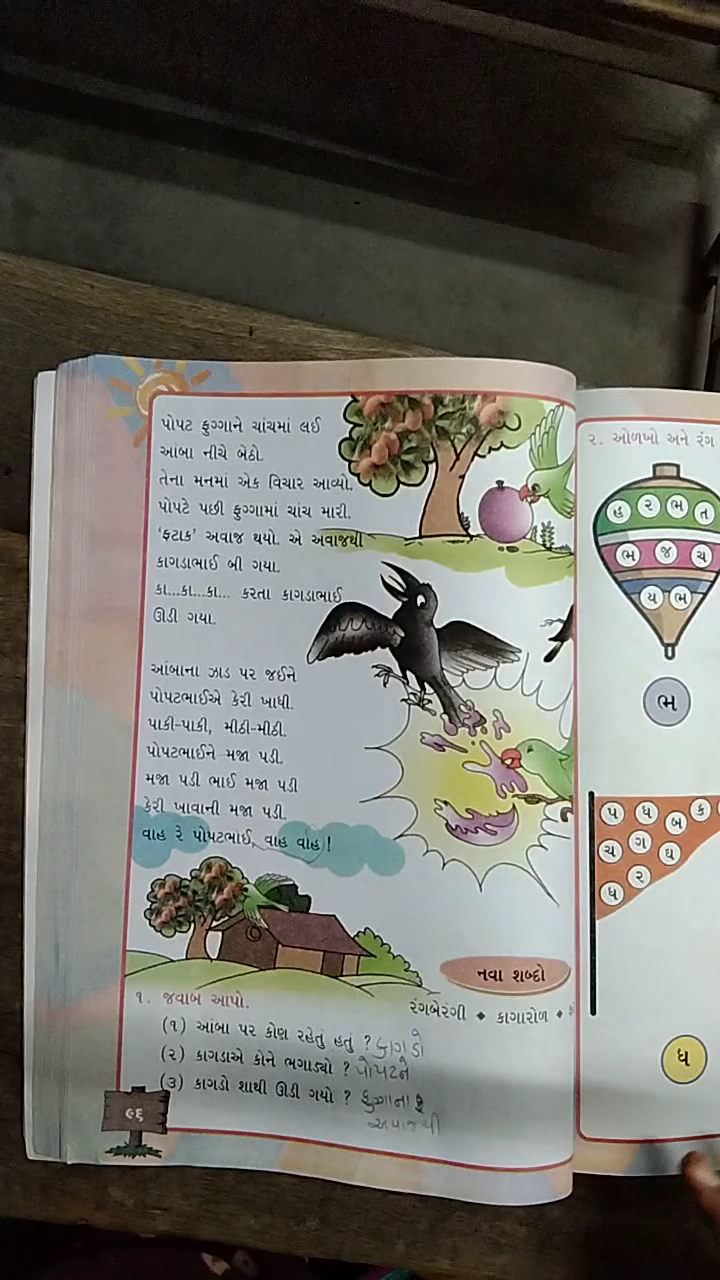 પોપટ ફુગ્ગાને ચાંચમાં લઈ
આંબા નીચે બેઠો.
તેના મનમાં એક વિચાર આવ્યો.
પોપટે પછી ફુગ્ગામાં ચાંચ મારી.
‘ફટાક’ અવાજ થયો. એ અવાજથી
કાગડાભાઈ બી ગયા.
કા...કા...કા... કરતા કાગડાભાઈ
ઊડી ગયા.
આંબાના ઝાડ પર જઈને
પોપટભાઈએ કેરી ખાધી.
પાકી-પાકી, મીઠી-મીઠી.
પોપટભાઈને મજા પડી.
મજા પડી ભાઈ મજા પડી
કેરી ખાવાની મજા પડી.
વાહ રે પોપટભાઈ, વાહ વાહ !
નવા શબ્દો
રંગબેરંગી ◆ કાગારોળ ◆
૧. જવાબ આપો.
(૧) આંબા પર કોણ રહેતું હતું ? કાગડો
(૨) કાગડાએ કોને ભગાડ્યો ? પોપટને
(૩) કાગડો શાથી ઊડી ગયો ? ફુગ્ગાના
અવાજથી
૯૬
૨. ઓળખો અને રંગ
હ ર ભ ત
ભ જ ચ
ય ભ
ભ
પ ધ બ ક
ચ ગ ઘ
ધ ર
ધ